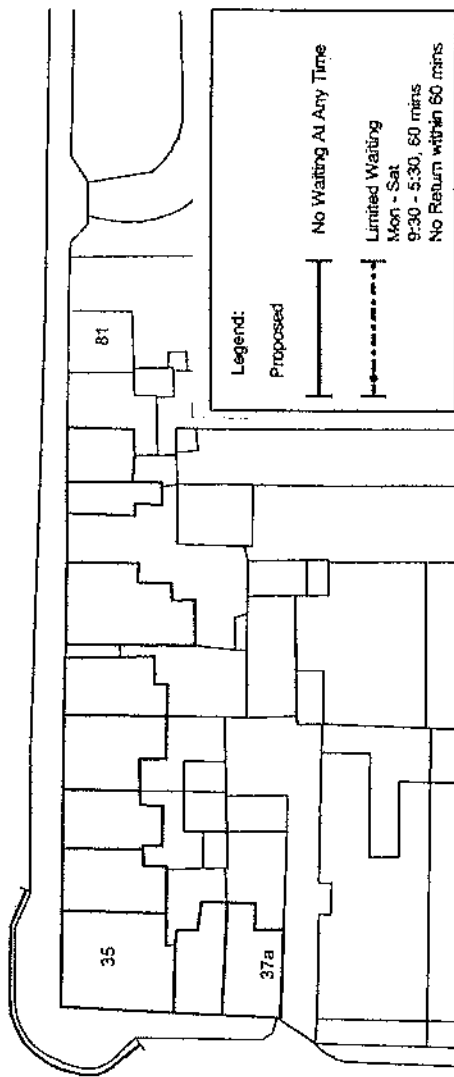 81
35
37a
Legend:
Proposed
No Waiting At Any Time
Limited Waiting
Mon - Sat
9:30 - 5:30, 60 mins
No Return within 60 mins